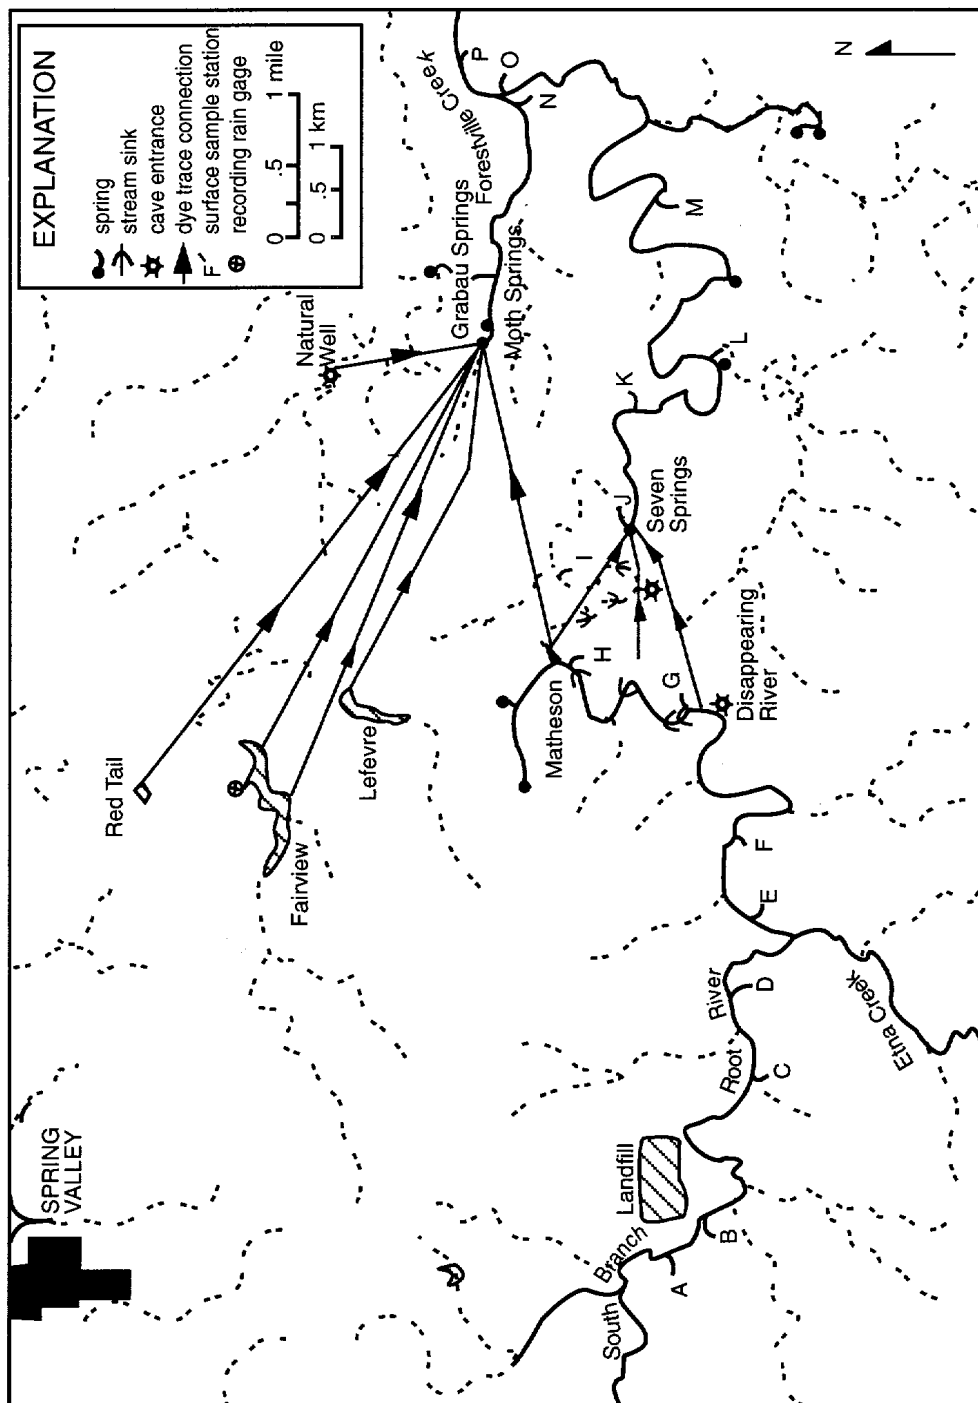 EXPLANATION
spring
stream sink
cave entrance
dye trace connection
F surface sample station
recording rain gage
0 .5 1 mile
0 .5 1 km
N
SPRING
VALLEY
Red Tail
Fairview
Lefevre
Natural
Well
Grabau Springs
Moth Springs
Forestville Creek
P
O
N
M
L
K
J
Seven
Springs
I
H
Matheson
G
Disappearing
River
F
E
Etna Creek
D
C
South Branch Root River
Landfill
B
A